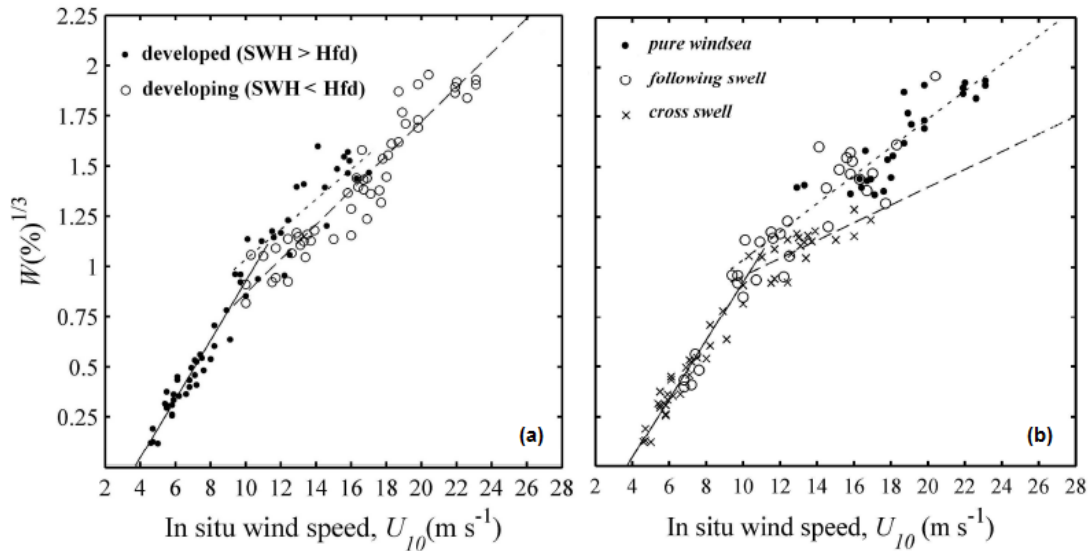 2.25
2
1.75
1.5
1.25
1
0.75
0.5
0.25
W(%)^1/3
developed (SWH > Hfd)
developing (SWH < Hfd)
(a)
2 4 6 8 10 12 14 16 18 20 22 24 26 28
In situ wind speed, U10(m s⁻¹)
pure windsea
following swell
cross swell
(b)
2 4 6 8 10 12 14 16 18 20 22 24 26 28
In situ wind speed, U10(m s⁻¹)